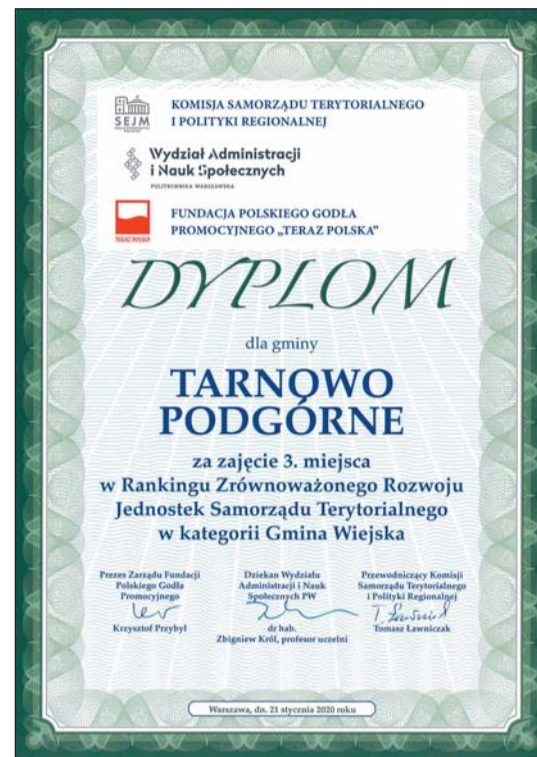 SEJM
KOMISJA SAMORZĄDU TERYTORIALNEGO
I POLITYKI REGIONALNEJ
Wydział Administracji
i Nauk Społecznych
POLITECHNIKA WARSZAWSKA
TERAZ POLSKA
FUNDACJA POLSKIEGO GODŁA
PROMOCYJNEGO „TERAZ POLSKA”
DYPLOM
dla gminy
TARNOWO
PODGÓRNE
za zajęcie 3. miejsca
w Rankingu Zrównoważonego Rozwoju
Jednostek Samorządu Terytorialnego
w kategorii Gmina Wiejska
Prezes Zarządu Fundacji
Polskiego Godła
Promocyjnego
Krzysztof Przybył
Dziekan Wydziału
Administracji i Nauk
Społecznych PW
dr hab.
Zbigniew Król, profesor uczelni
Przewodniczący Komisji
Samorządu Terytorialnego
i Polityki Regionalnej
Tomasz Ławniczak
Warszawa, dn. 21 stycznia 2020 roku